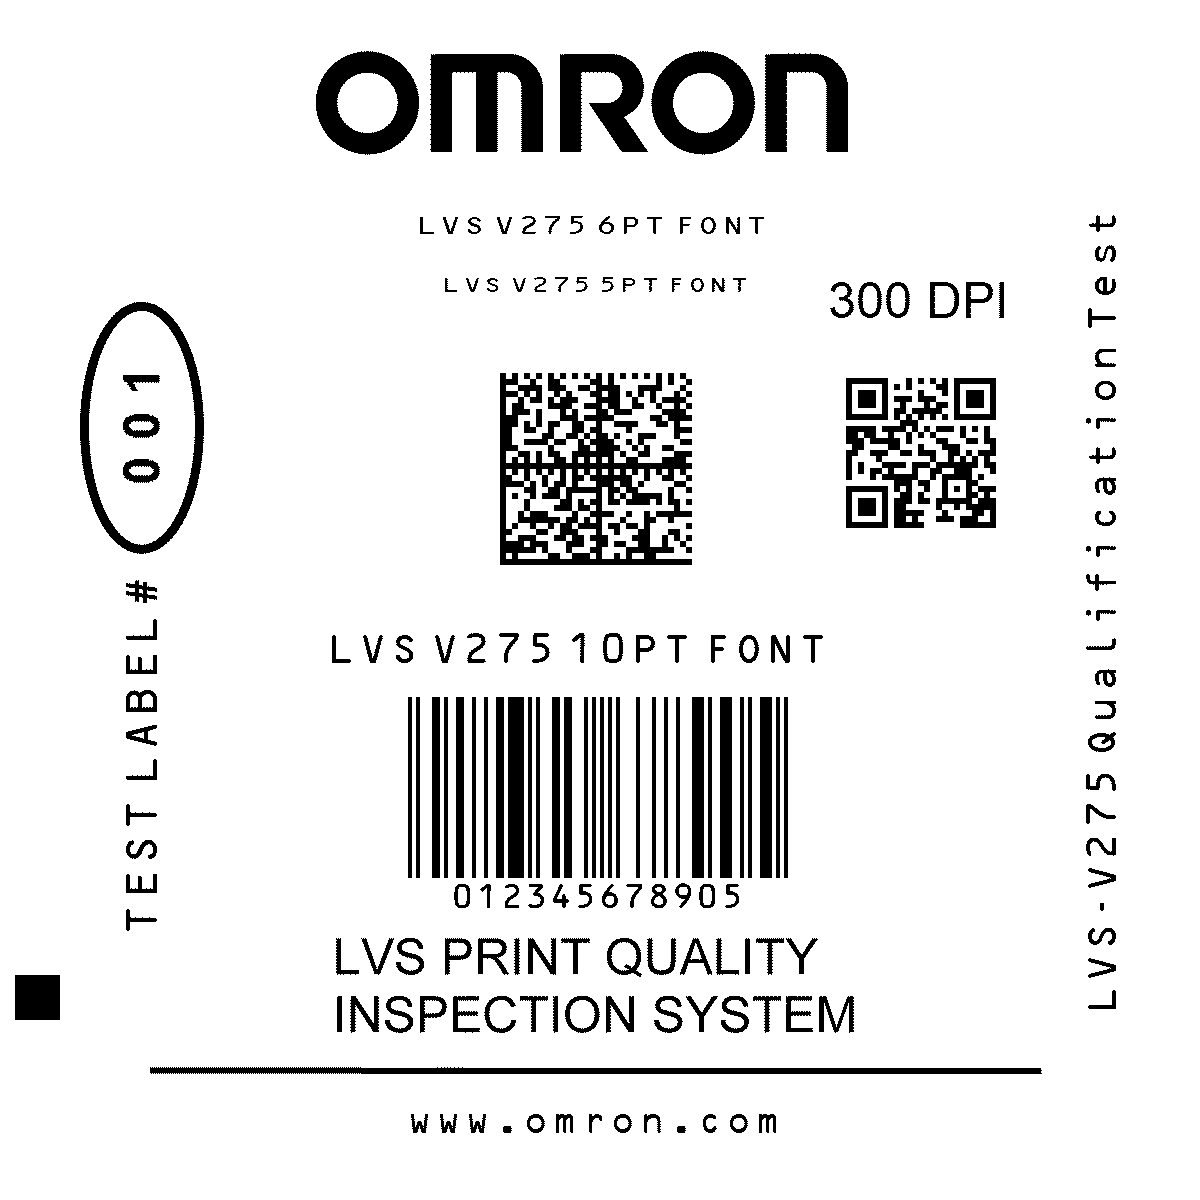 OMRON
LVS V275 6PT FONT
LVS V275 5PT FONT
300 DPI
TEST LABEL # 001
LVS V275 10PT FONT
012345678905
LVS PRINT QUALITY
INSPECTION SYSTEM
www.omron.com
LVS-V275 Qualification Test